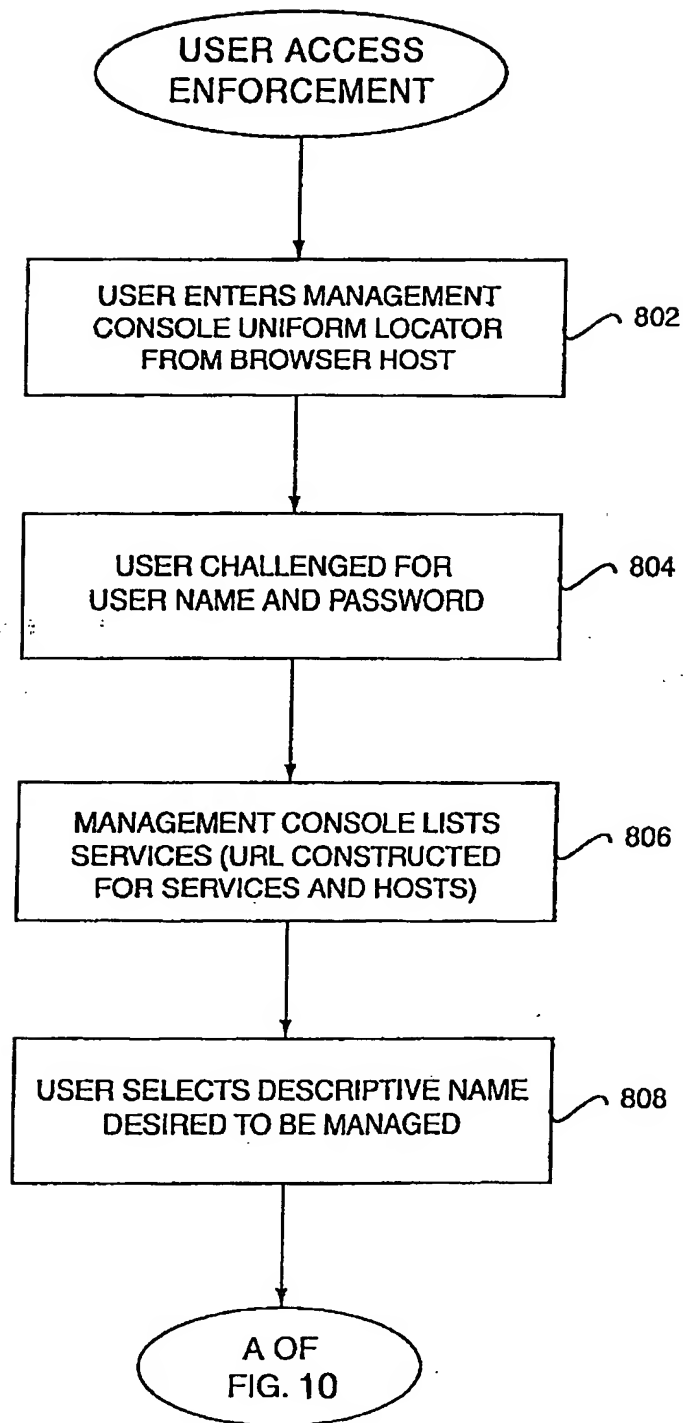 USER ACCESS
ENFORCEMENT
USER ENTERS MANAGEMENT
CONSOLE UNIFORM LOCATOR
FROM BROWSER HOST
802
USER CHALLENGED FOR
USER NAME AND PASSWORD
804
MANAGEMENT CONSOLE LISTS
SERVICES (URL CONSTRUCTED
FOR SERVICES AND HOSTS)
806
USER SELECTS DESCRIPTIVE NAME
DESIRED TO BE MANAGED
808
A OF
FIG. 10